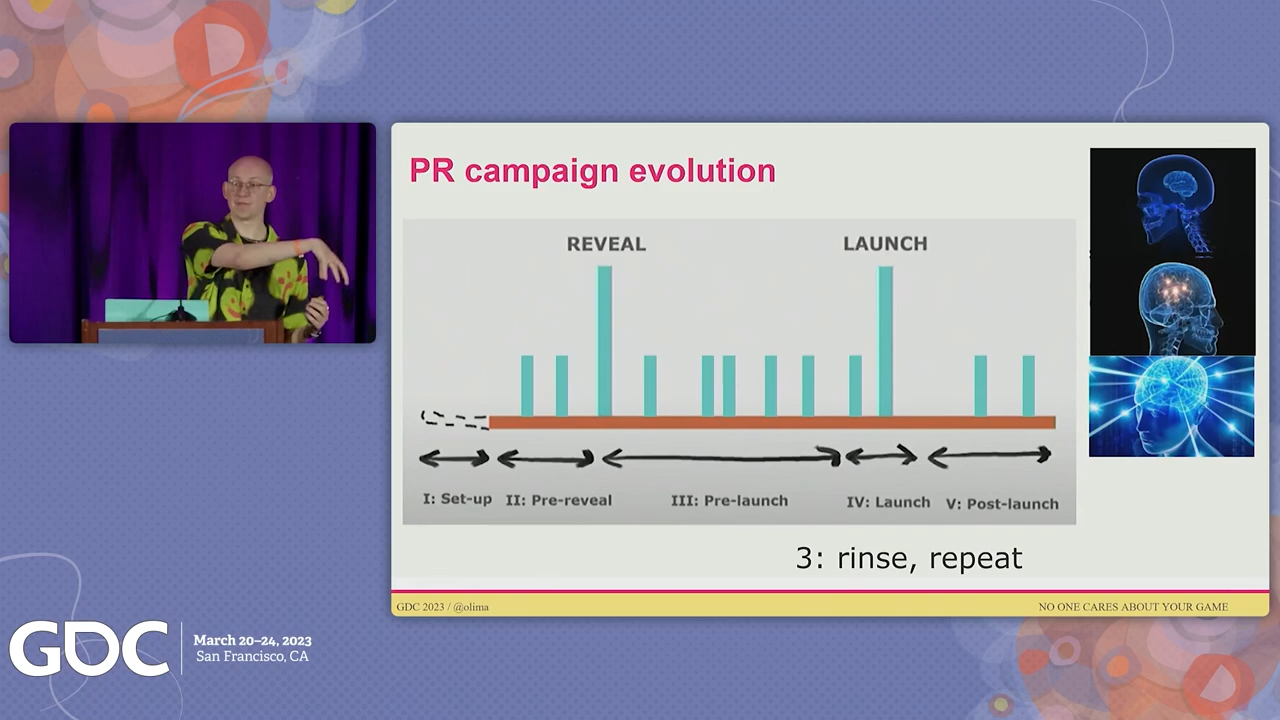 PR campaign evolution
REVEAL
LAUNCH
I: Set-up
II: Pre-reveal
III: Pre-launch
IV: Launch
V: Post-launch
3: rinse, repeat
GDC 2023 / @olima
NO ONE CARES ABOUT YOUR GAME
GDC
March 20–24, 2023
San Francisco, CA